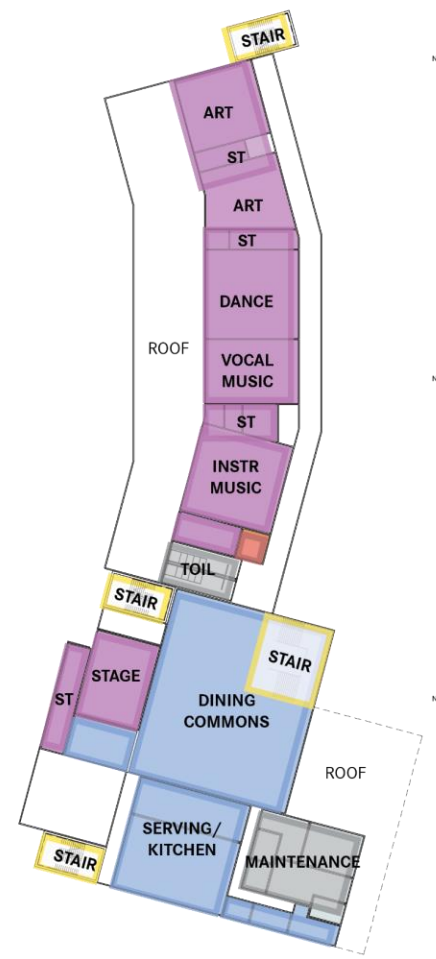 STAIR
ART
ST
ART
ST
DANCE
ROOF
VOCAL
MUSIC
ST
INSTR
MUSIC
TOIL
STAIR
STAIR
STAGE
ST
DINING
COMMONS
ROOF
SERVING/
KITCHEN
MAINTENANCE
STAIR
N
N
N